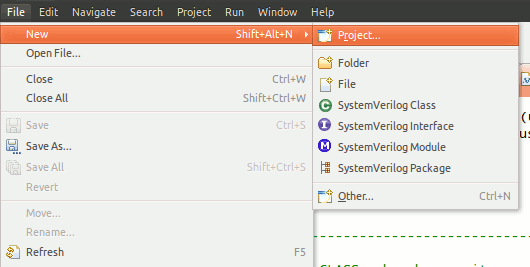 File Edit Navigate Search Project Run Window Help
New Shift+Alt+N
Open File...
Close Ctrl+W
Close All Shift+Ctrl+W
Save Ctrl+S
Save As...
Save All Shift+Ctrl+S
Revert
Move...
Rename...
Refresh F5
Project...
Folder
File
SystemVerilog Class
SystemVerilog Interface
SystemVerilog Module
SystemVerilog Package
Other... Ctrl+N